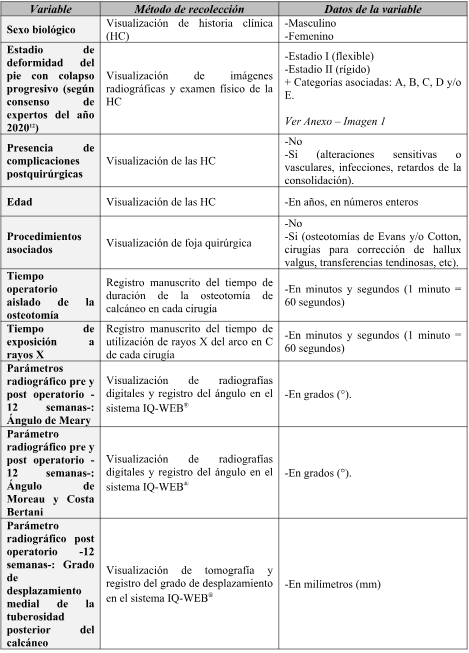 Variable
Método de recolección
Datos de la variable
Sexo biológico
Visualización de historia clínica
(HC)
-Masculino
-Femenino
Estadio de
deformidad del
pie con colapso
progresivo (según
consenso de
expertos del año
2020¹²)
Visualización de imágenes
radiográficas y examen físico de la
HC
-Estadio I (flexible)
-Estadio II (rígido)
+ Categorías asociadas: A, B, C, D y/o
E.
Ver Anexo – Imagen 1
Presencia de
complicaciones
postquirúrgicas
Visualización de las HC
-No
-Si (alteraciones sensitivas o
vasculares, infecciones, retardos de la
consolidación).
Edad
Visualización de las HC
-En años, en números enteros
Procedimientos
asociados
Visualización de foja quirúrgica
-No
-Si (osteotomías de Evans y/o Cotton,
cirugías para corrección de hallux
valgus, transferencias tendinosas, etc).
Tiempo
operatorio
aislado de la
osteotomía
Registro manuscrito del tiempo de
duración de la osteotomía de
calcáneo en cada cirugía
-En minutos y segundos (1 minuto =
60 segundos)
Tiempo de
exposición a
rayos X
Registro manuscrito del tiempo de
utilización de rayos X del arco en C
de cada cirugía
-En minutos y segundos (1 minuto =
60 segundos)
Parámetros
radiográfico pre y
post operatorio -
12 semanas-:
Ángulo de Meary
Visualización de radiografías
digitales y registro del ángulo en el
sistema IQ-WEB®
-En grados (°).
Parámetro
radiográfico pre y
post operatorio -
12 semanas-:
Ángulo de
Moreau y Costa
Bertani
Visualización de radiografías
digitales y registro del ángulo en el
sistema IQ-WEB®
-En grados (°).
Parámetro
radiográfico post
operatorio -12
semanas-: Grado
de
desplazamiento
medial de la
tuberosidad
posterior del
calcáneo
Visualización de tomografía y
registro del grado de desplazamiento
en el sistema IQ-WEB®
-En milímetros (mm)